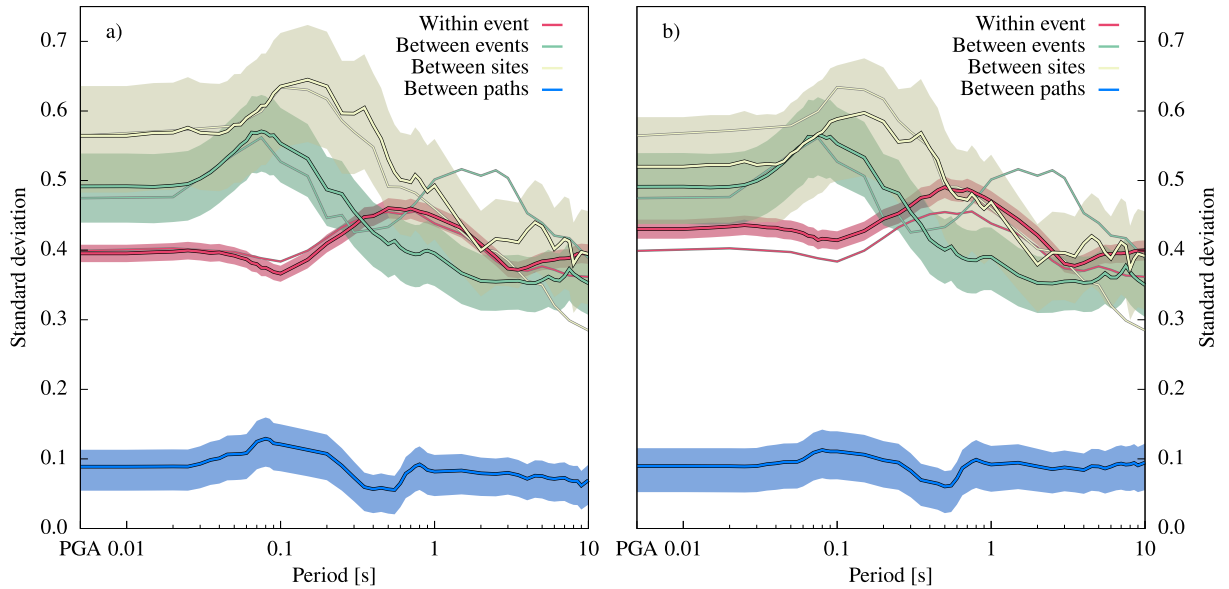 a)
Within event
Between events
Between sites
Between paths
Standard deviation
0.7
0.6
0.5
0.4
0.3
0.2
0.1
0.0
PGA 0.01 0.1 1 10
Period [s]
b)
Within event
Between events
Between sites
Between paths
0.7
0.6
0.5
0.4
0.3
0.2
0.1
0.0
Standard deviation
PGA 0.01 0.1 1 10
Period [s]